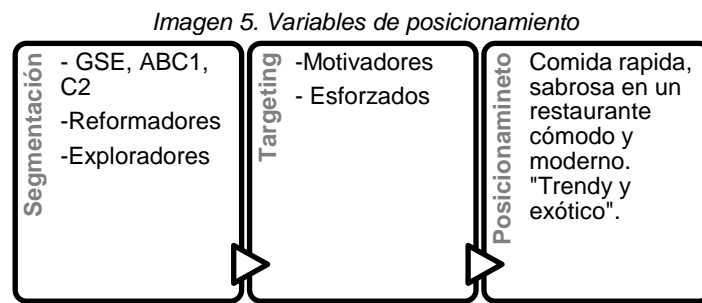 Imagen 5. Variables de posicionamiento
Segmentación
- GSE, ABC1,
C2
-Reformadores
-Exploradores
Targeting
-Motivadores
- Esforzados
Posicionamineto
Comida rapida,
sabrosa en un
restaurante
cómodo y
moderno.
"Trendy y
exótico".